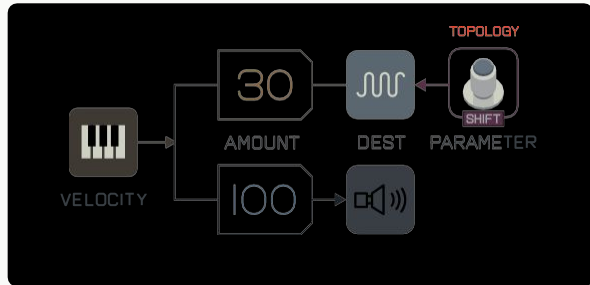 TOPOLOGY
30
SHIFT
AMOUNT DEST PARAMETER
VELOCITY
100